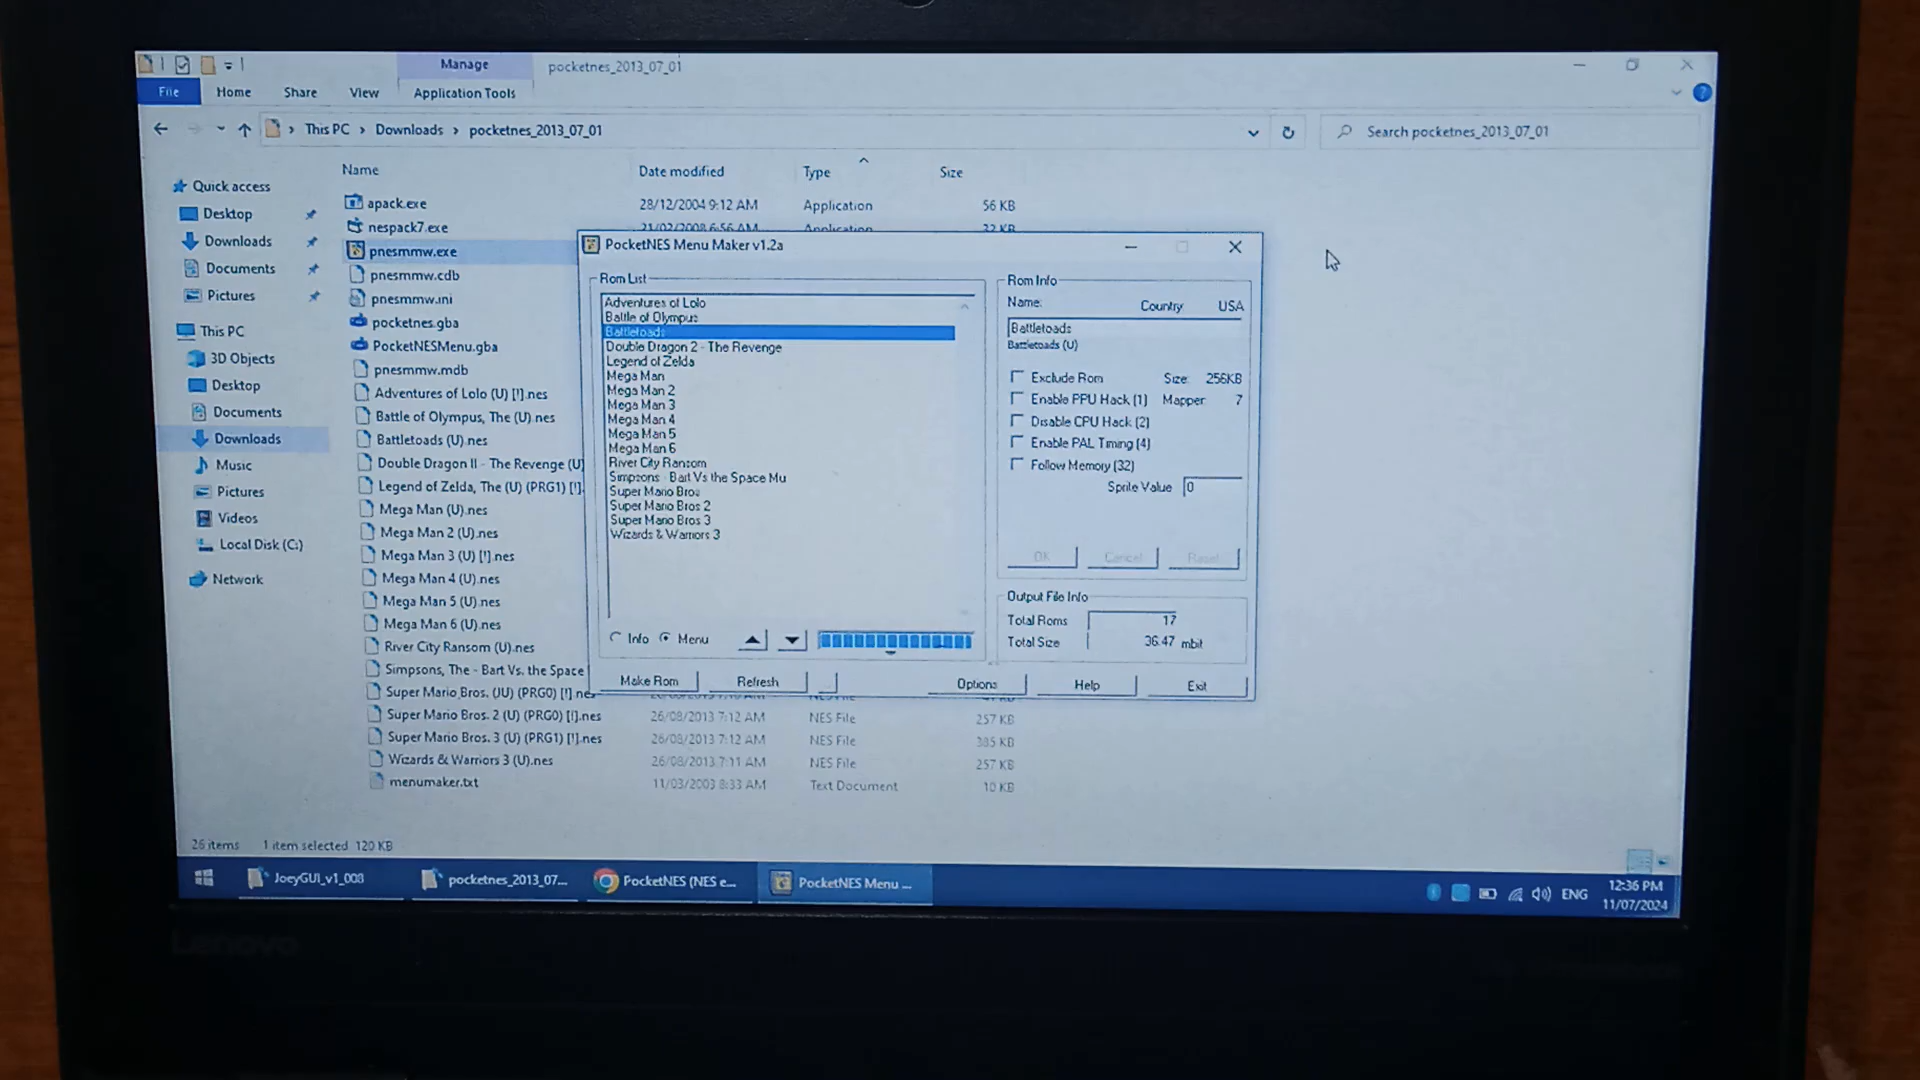 Manage
pocketnes_2013_07_01
File
Home
Share
View
Application Tools
This PC > Downloads > pocketnes_2013_07_01
Search pocketnes_2013_07_01
Quick access
Desktop
Downloads
Documents
Pictures
This PC
3D Objects
Desktop
Documents
Downloads
Music
Pictures
Videos
Local Disk (C:)
Network
Name
Date modified
Type
Size
apack.exe
28/12/2004 9:12 AM
Application
56 KB
nespack7.exe
21/02/2008 6:56 AM
Application
32 KB
pnesmmw.exe
pnesmmw.cdb
pnesmmw.ini
pocketnes.gba
PocketNESMenu.gba
pnesmmw.mdb
Adventures of Lolo (U) [!].nes
Battle of Olympus, The (U).nes
Battletoads (U).nes
Double Dragon II - The Revenge (U)
Legend of Zelda, The (U) (PRG1) [!].
Mega Man (U).nes
Mega Man 2 (U).nes
Mega Man 3 (U) [!].nes
Mega Man 4 (U).nes
Mega Man 5 (U).nes
Mega Man 6 (U).nes
River City Ransom (U).nes
Simpsons, The - Bart Vs. the Space
Super Mario Bros. (JU) (PRG0) [!].nes
Super Mario Bros. 2 (U) (PRG0) [!].nes
26/08/2013 7:12 AM
NES File
257 KB
Super Mario Bros. 3 (U) (PRG1) [!].nes
26/08/2013 7:12 AM
NES File
385 KB
Wizards & Warriors 3 (U).nes
26/08/2013 7:11 AM
NES File
257 KB
menumaker.txt
11/03/2003 8:33 AM
Text Document
10 KB
PocketNES Menu Maker v1.2a
Rom List
Adventures of Lolo
Battle of Olympus
Battletoads
Double Dragon 2 - The Revenge
Legend of Zelda
Mega Man
Mega Man 2
Mega Man 3
Mega Man 4
Mega Man 5
Mega Man 6
River City Ransom
Simpsons - Bart Vs the Space Mu
Super Mario Bros
Super Mario Bros 2
Super Mario Bros 3
Wizards & Warriors 3
Info
Menu
Rom Info
Name:
Country
USA
Battletoads
Battletoads (U)
Exclude Rom
Size:
256KB
Enable PPU Hack (1)
Mapper
7
Disable CPU Hack (2)
Enable PAL Timing (4)
Follow Memory (32)
Sprite Value
0
OK
Cancel
Reset
Output File Info
Total Roms
17
Total Size
36.47 mbit
Make Rom
Refresh
...
Options
Help
Exit
26 items
1 item selected 120 KB
JoeyGUI_v1_008
pocketnes_2013_07...
PocketNES (NES e...
PocketNES Menu ...
ENG
12:36 PM
11/07/2024
Lenovo